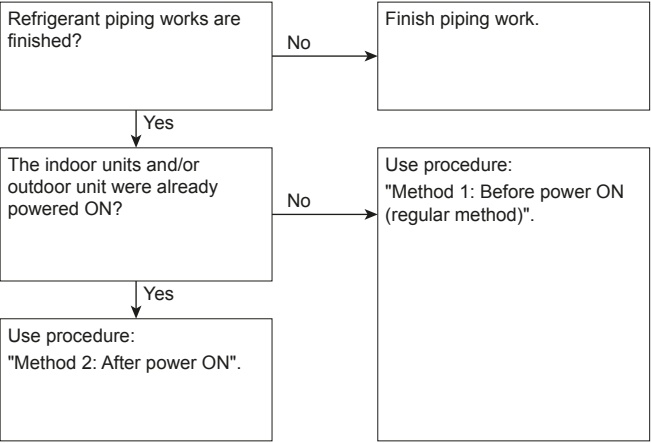 Refrigerant piping works are
finished?
No
Finish piping work.
Yes
The indoor units and/or
outdoor unit were already
powered ON?
No
Use procedure:
"Method 1: Before power ON
(regular method)".
Yes
Use procedure:
"Method 2: After power ON".